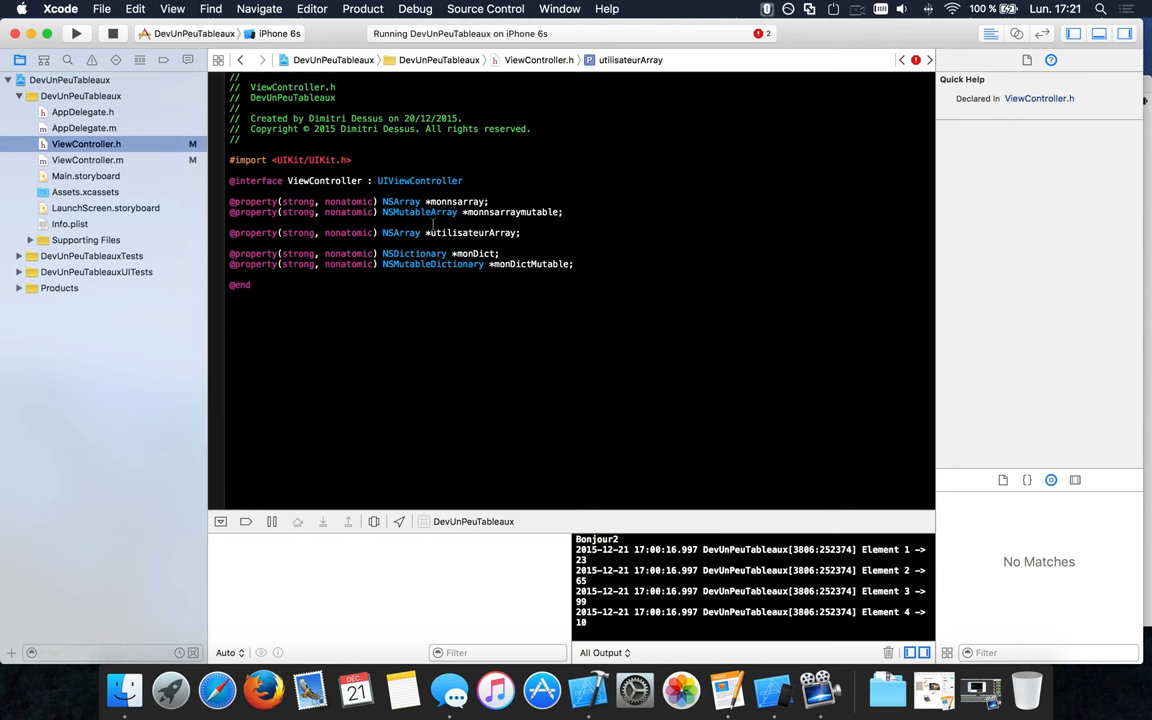 Xcode File Edit View Find Navigate Editor Product Debug Source Control Window Help 100 % Lun. 17:21
DevUnPeuTableaux iPhone 6s Running DevUnPeuTableaux on iPhone 6s 2
DevUnPeuTableaux DevUnPeuTableaux ViewController.h utilisateurArray
DevUnPeuTableaux
DevUnPeuTableaux
AppDelegate.h
AppDelegate.m
ViewController.h M
ViewController.m M
Main.storyboard
Assets.xcassets
LaunchScreen.storyboard
Info.plist
Supporting Files
DevUnPeuTableauxTests
DevUnPeuTableauxUITests
Products
//
// ViewController.h
// DevUnPeuTableaux
//
// Created by Dimitri Dessus on 20/12/2015.
// Copyright © 2015 Dimitri Dessus. All rights reserved.
//
#import <UIKit/UIKit.h>
@interface ViewController : UIViewController
@property(strong, nonatomic) NSArray *monnsarray;
@property(strong, nonatomic) NSMutableArray *monnsarraymutable;
@property(strong, nonatomic) NSArray *utilisateurArray;
@property(strong, nonatomic) NSDictionary *monDict;
@property(strong, nonatomic) NSMutableDictionary *monDictMutable;
@end
Quick Help
Declared In ViewController.h
No Matches
DevUnPeuTableaux
Bonjour2
2015-12-21 17:00:16.997 DevUnPeuTableaux[3806:252374] Element 1 ->
23
2015-12-21 17:00:16.997 DevUnPeuTableaux[3806:252374] Element 2 ->
65
2015-12-21 17:00:16.997 DevUnPeuTableaux[3806:252374] Element 3 ->
99
2015-12-21 17:00:16.997 DevUnPeuTableaux[3806:252374] Element 4 ->
10
Filter Auto Filter All Output Filter
DÉC.
21